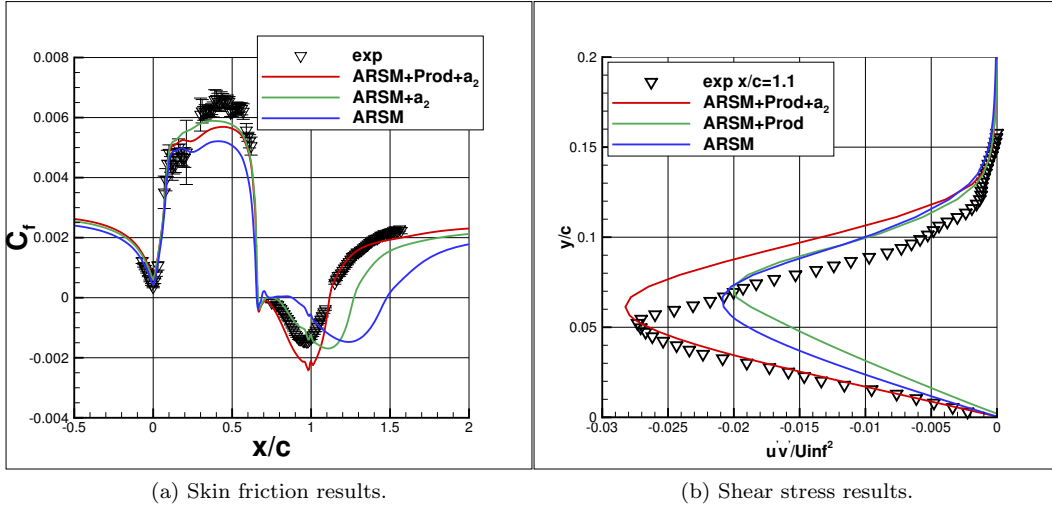 0.008
0.006
0.004
0.002
0
-0.002
-0.004
-0.5
0
0.5
1
1.5
2
C_f
x/c
exp
ARSM+Prod+a₂
ARSM+a₂
ARSM
(a) Skin friction results.
0.2
0.15
0.1
0.05
0
-0.03
-0.025
-0.02
-0.015
-0.01
-0.005
0
y/c
u'v'/Uinf²
exp x/c=1.1
ARSM+Prod+a₂
ARSM+Prod
ARSM
(b) Shear stress results.